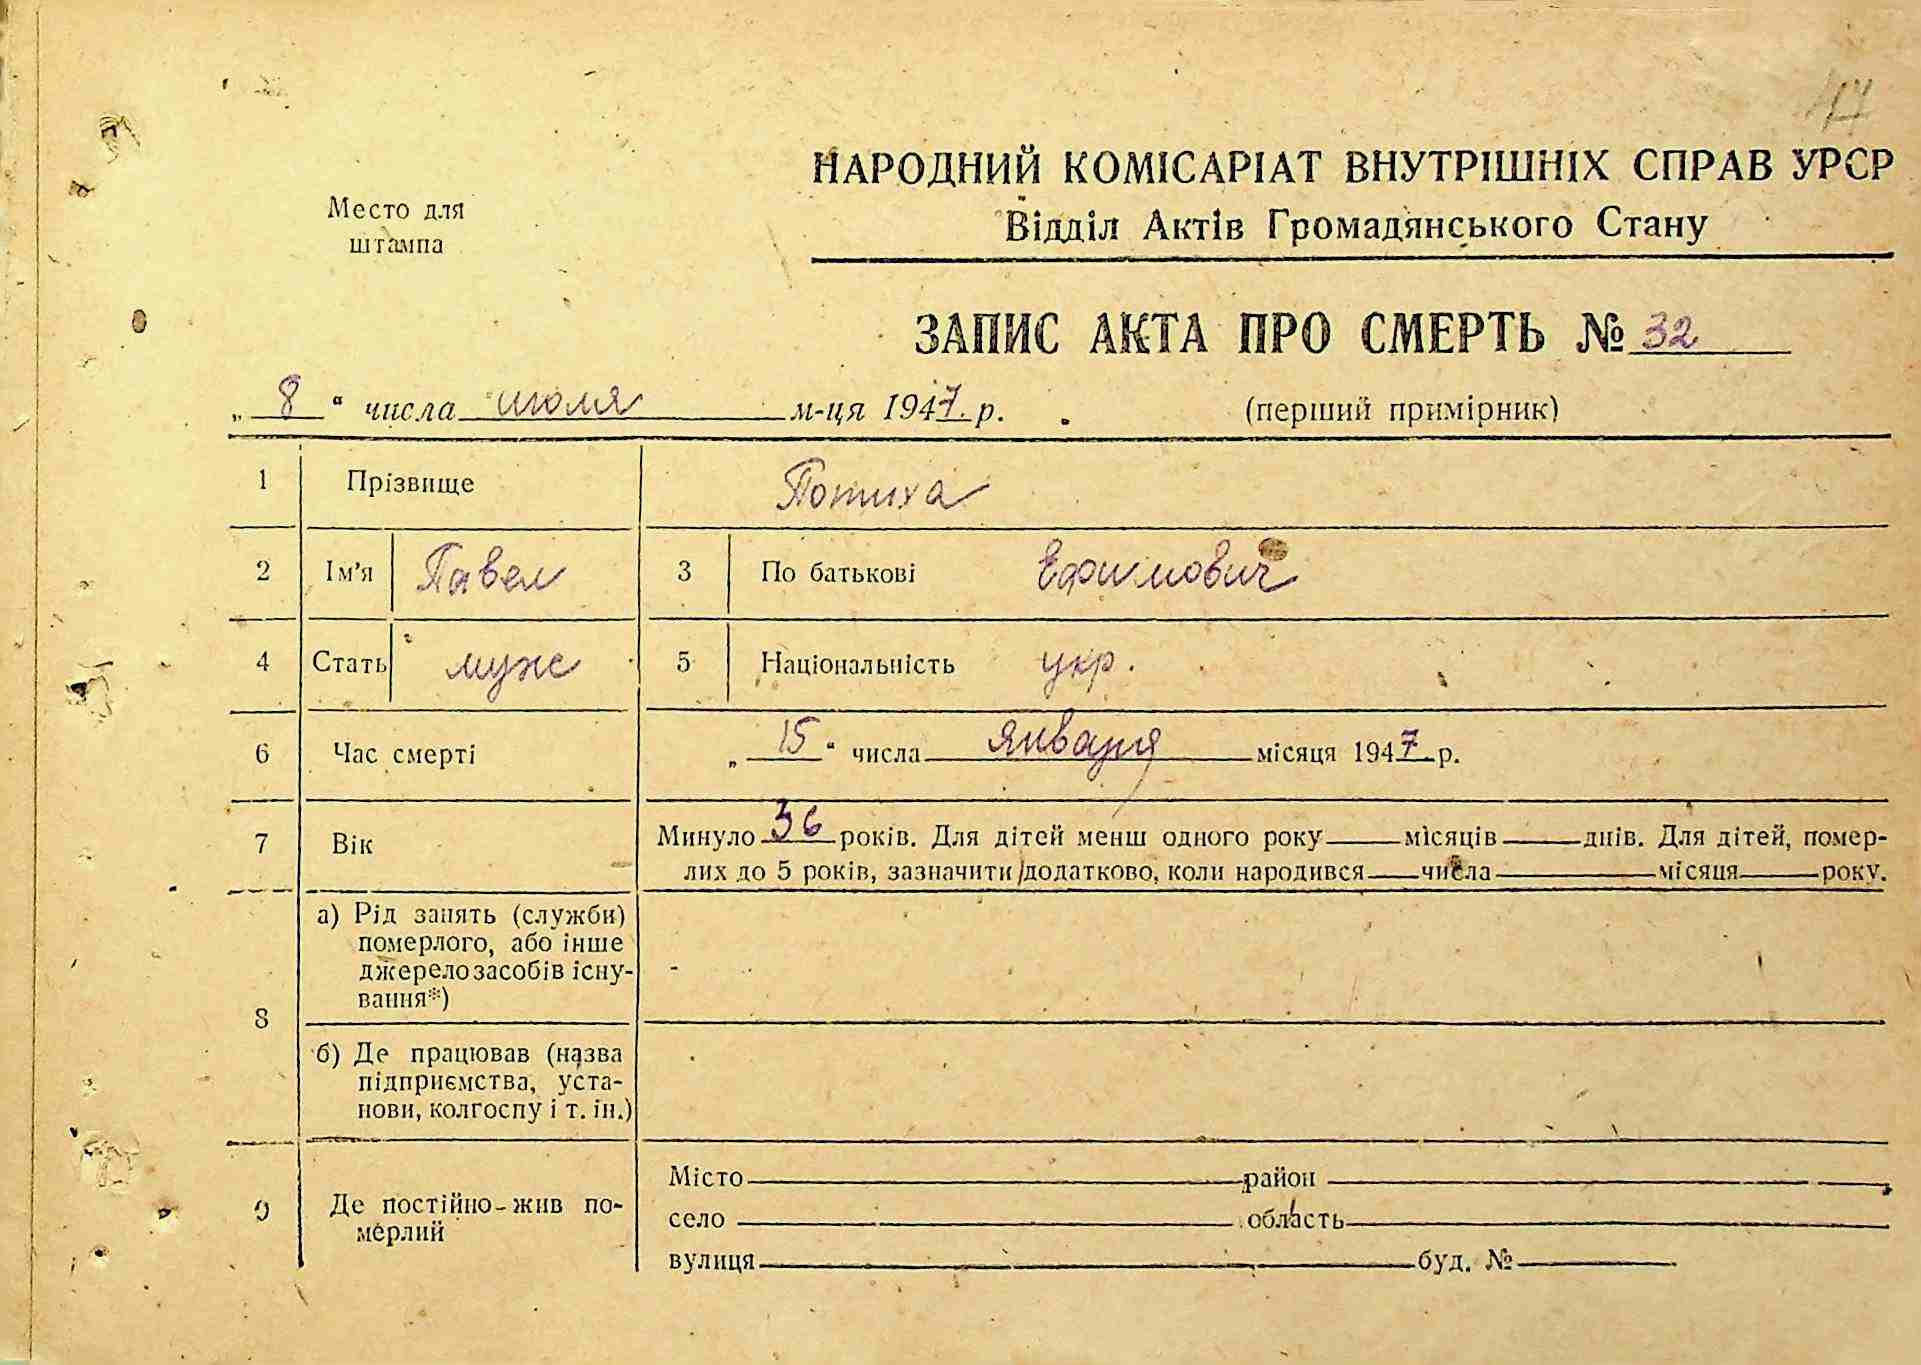 17
НАРОДНИЙ КОМІСАРІАТ ВНУТРІШНІХ СПРАВ УРСР
Відділ Актів Громадянського Стану
Место для
штампа
ЗАПИС АКТА ПРО СМЕРТЬ № 32
„ 8 “ числа июля м-ця 1947 р. (перший примірник)
1 Прізвище Потиха
2 Ім'я Павел 3 По батькові Ефимович
4 Стать муж 5 Національність укр.
6 Час смерті „ 15 “ числа января місяця 1947 р.
7 Вік Минуло 36 років. Для дітей менш одного року місяців днів. Для дітей, помер-
лих до 5 років, зазначити додатково, коли народився числа місяця року.
8 а) Рід занять (служби)
померлого, або інше
джерело засобів існу-
вання*) -
б) Де працював (назва
підприємства, уста-
нови, колгоспу і т. ін.)
9 Де постійно-жив по-
мерлий
Місто район
село область
вулиця буд. №